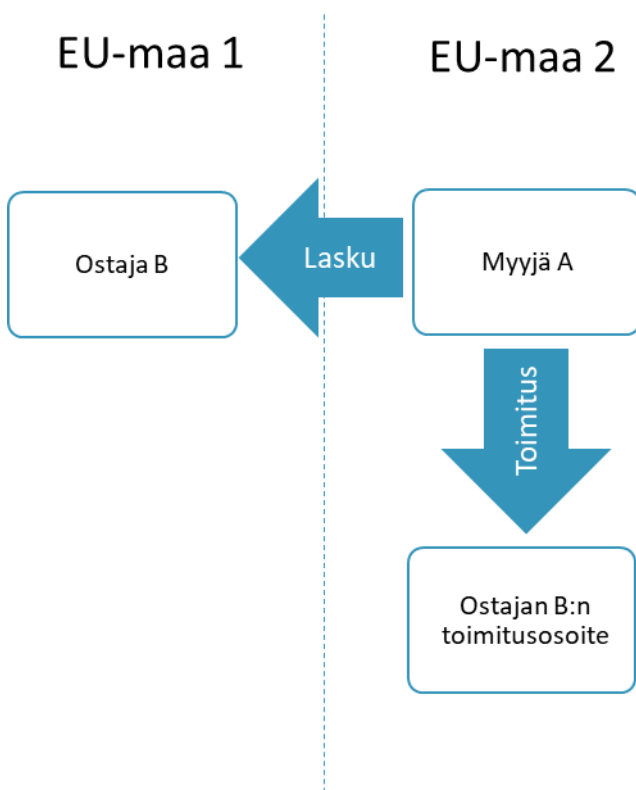 EU-maa 1
EU-maa 2
Ostaja B
Lasku
Myyjä A
Toimitus
Ostajan B:n
toimitusosoite